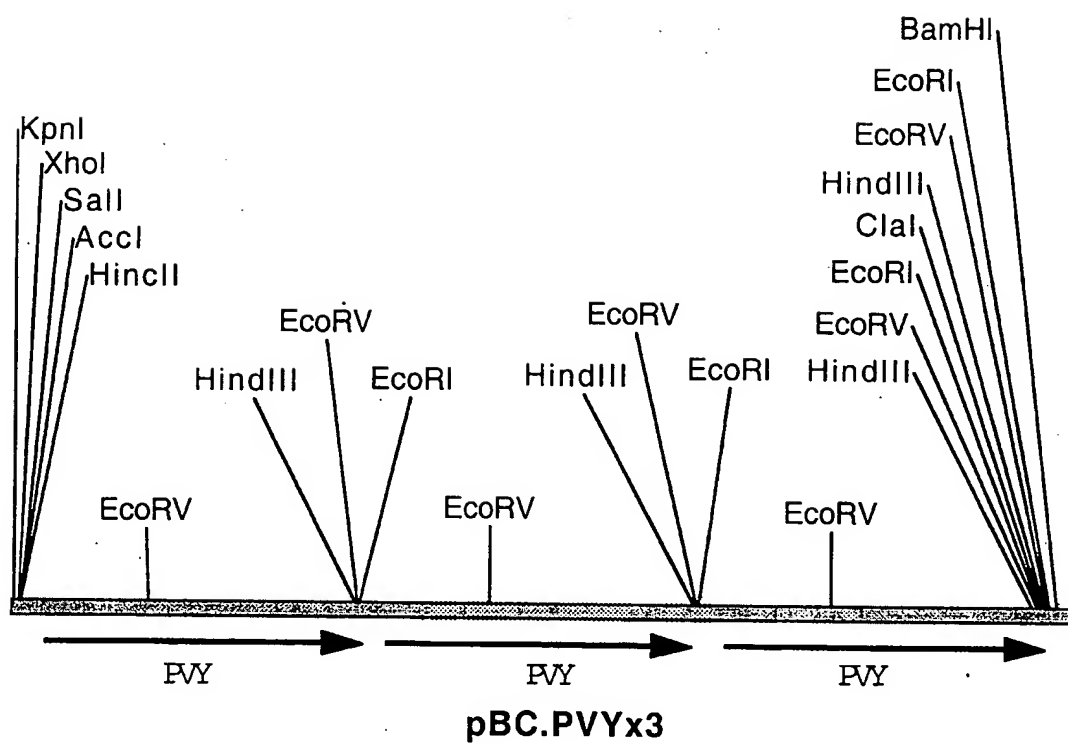 BamHI
EcoRI
KpnI
EcoRV
XhoI
HindIII
SalI
ClaI
AccI
EcoRI
HincII
EcoRV
EcoRV
EcoRV
HindIII
EcoRI
HindIII
EcoRI
HindIII
EcoRV
EcoRV
EcoRV
PVY
PVY
PVY
pBC.PVYx3